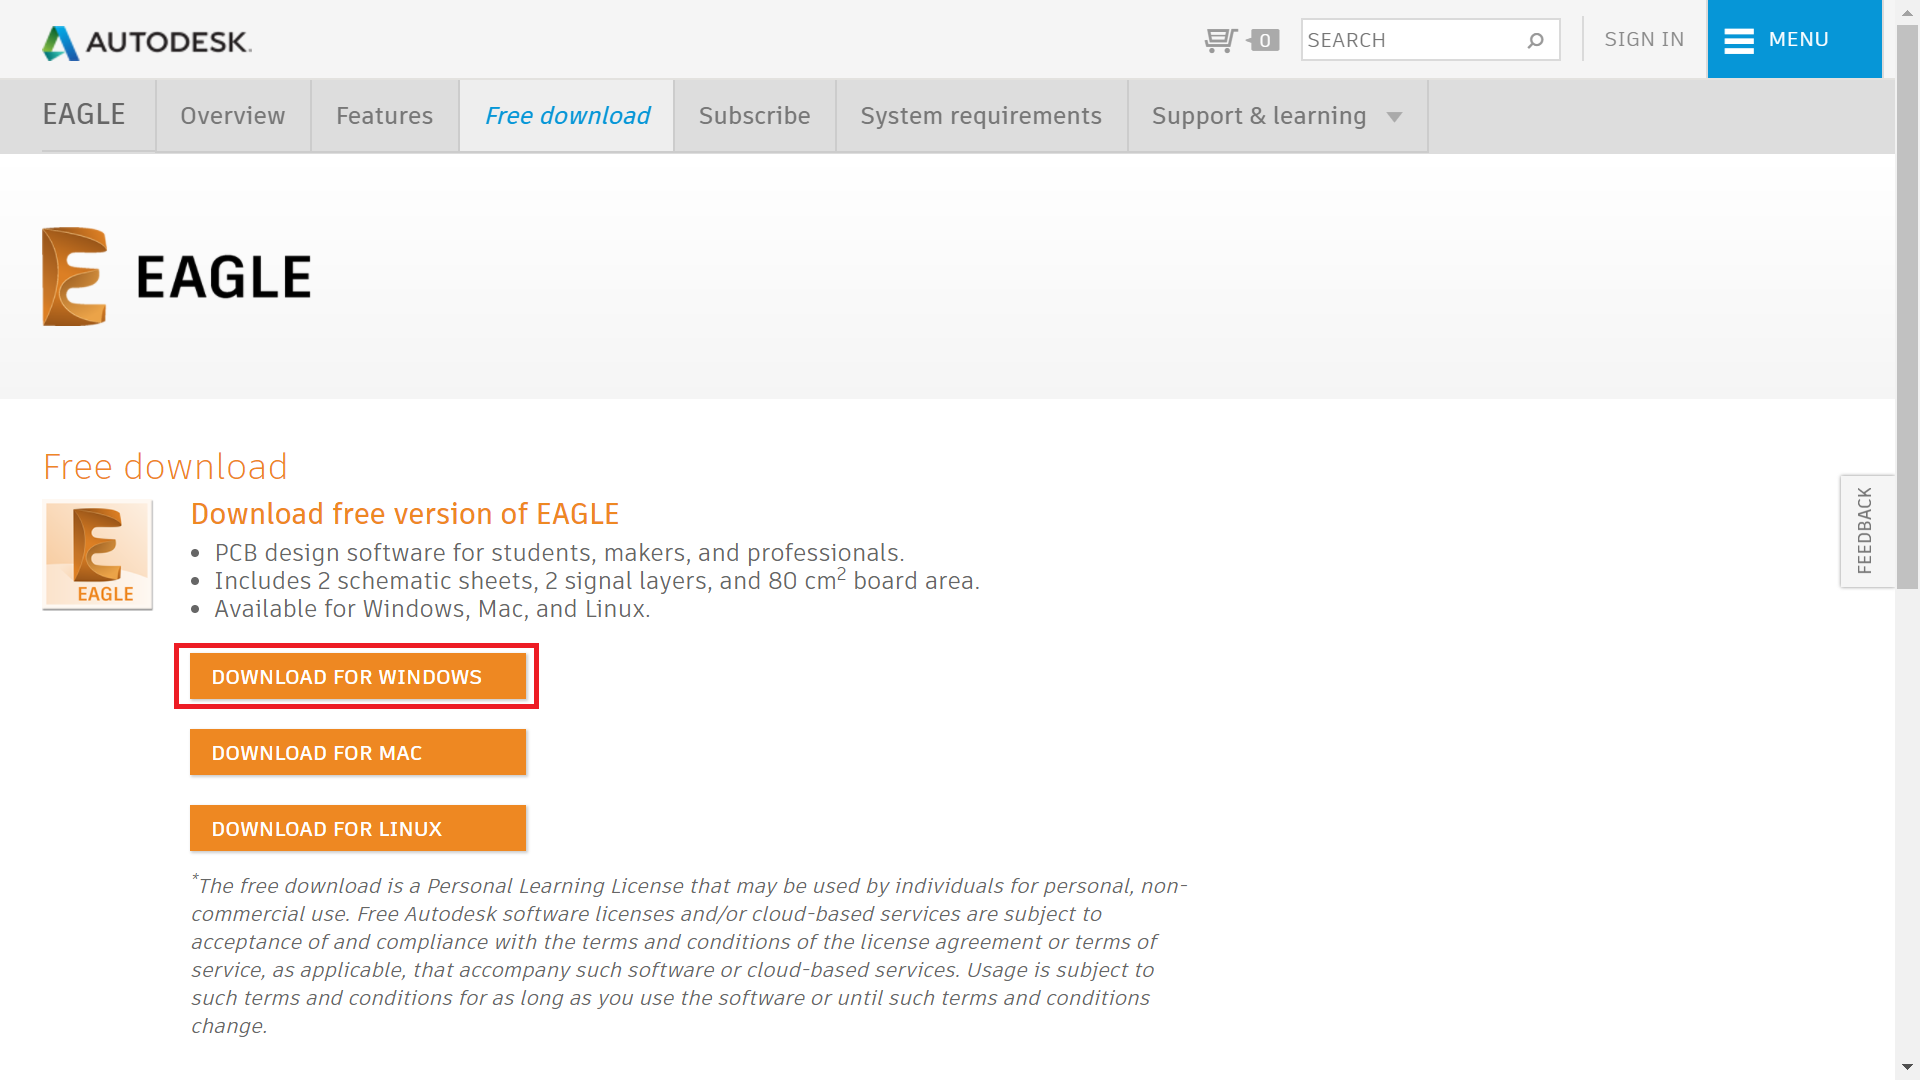 AUTODESK.
0
SEARCH
SIGN IN
MENU
EAGLE
Overview
Features
Free download
Subscribe
System requirements
Support & learning
EAGLE
Free download
EAGLE
Download free version of EAGLE
• PCB design software for students, makers, and professionals.
• Includes 2 schematic sheets, 2 signal layers, and 80 cm² board area.
• Available for Windows, Mac, and Linux.
FEEDBACK
DOWNLOAD FOR WINDOWS
DOWNLOAD FOR MAC
DOWNLOAD FOR LINUX
*The free download is a Personal Learning License that may be used by individuals for personal, non-
commercial use. Free Autodesk software licenses and/or cloud-based services are subject to
acceptance of and compliance with the terms and conditions of the license agreement or terms of
service, as applicable, that accompany such software or cloud-based services. Usage is subject to
such terms and conditions for as long as you use the software or until such terms and conditions
change.